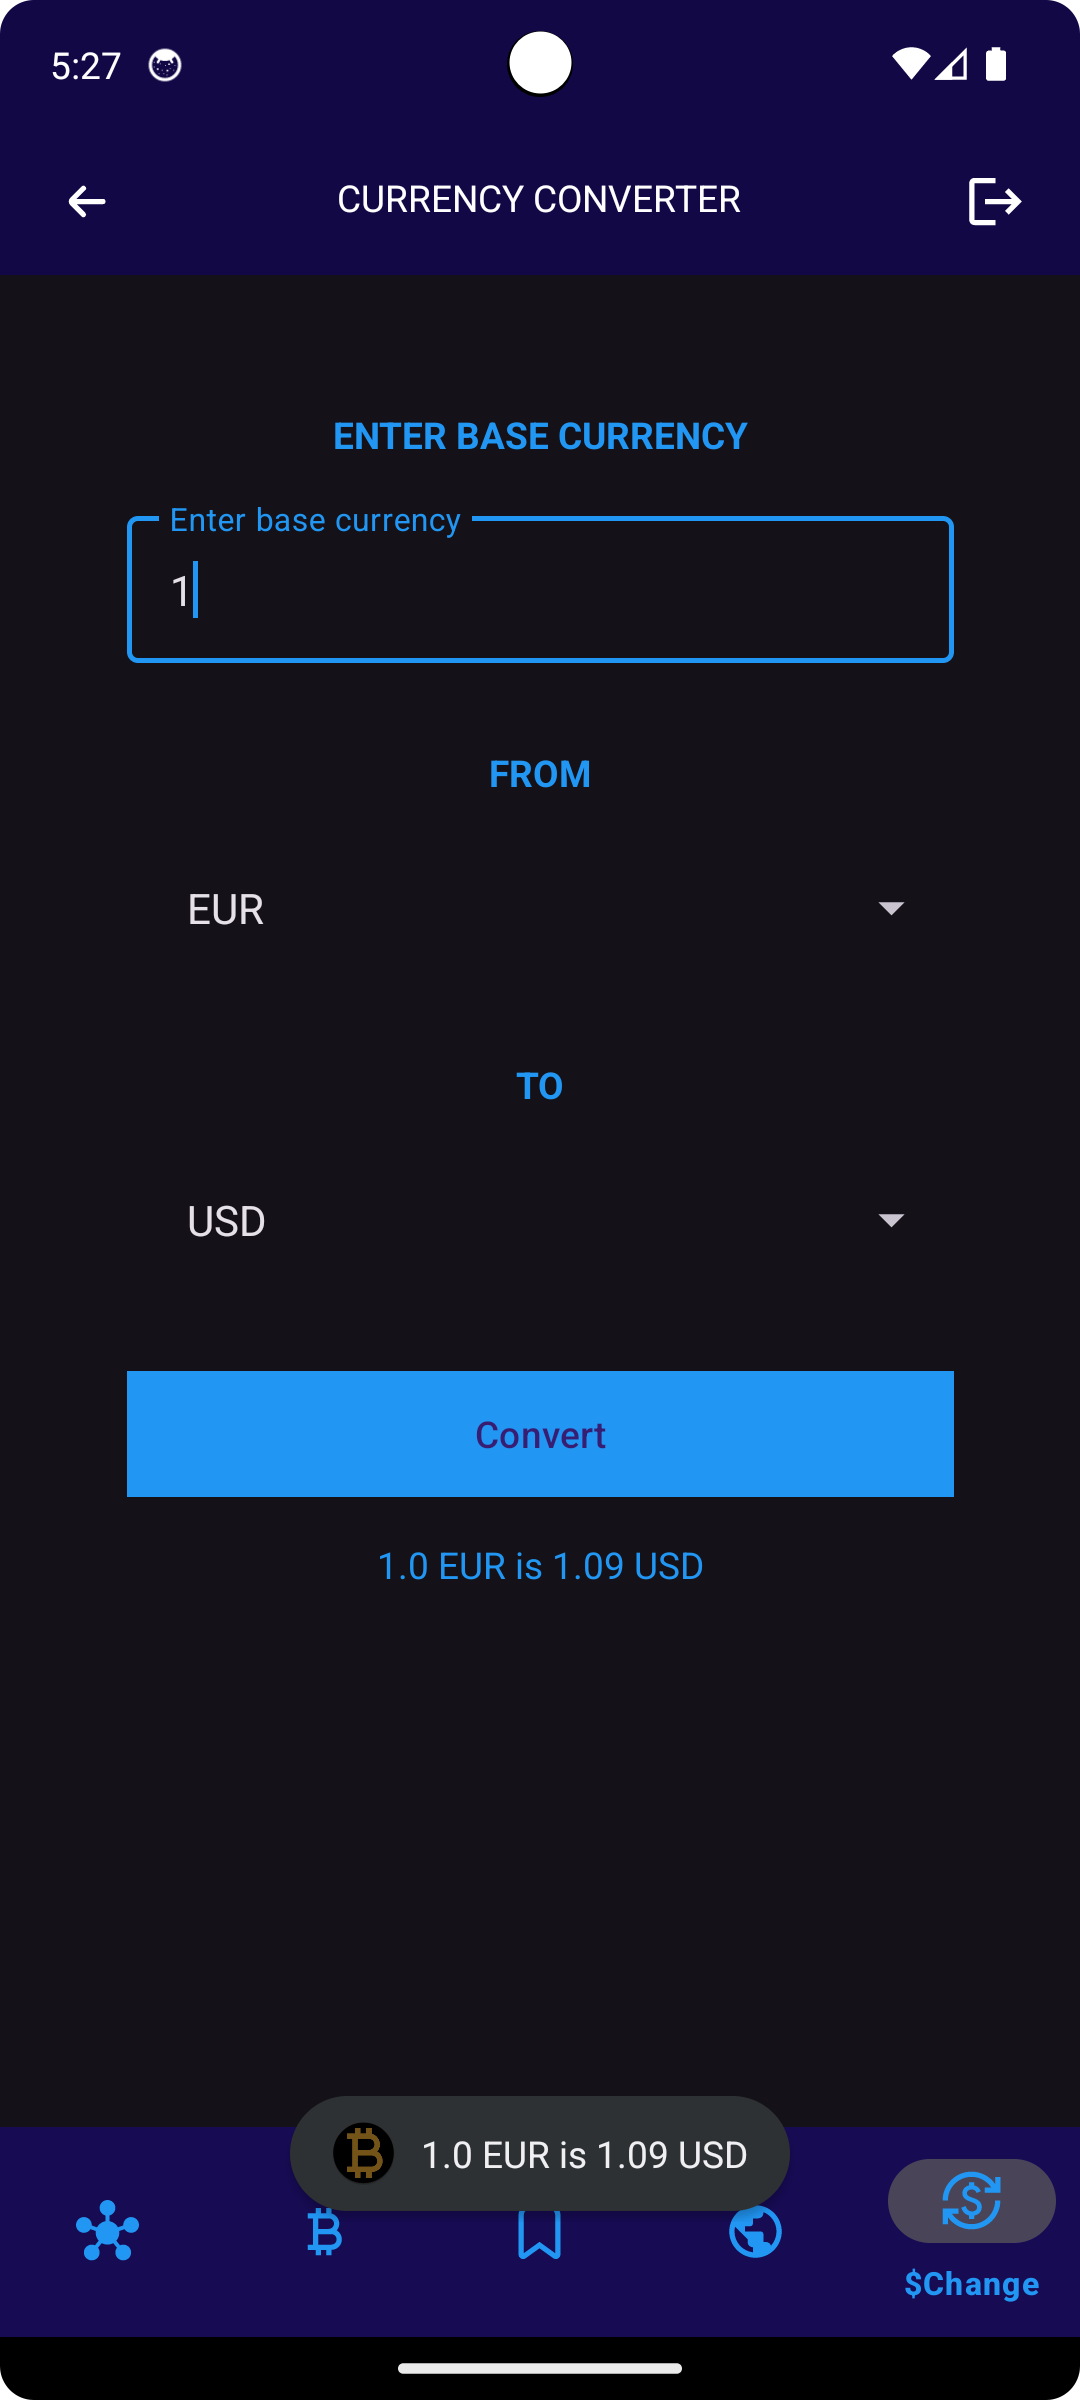 5:27
CURRENCY CONVERTER
ENTER BASE CURRENCY
Enter base currency
1
FROM
EUR
TO
USD
Convert
1.0 EUR is 1.09 USD
1.0 EUR is 1.09 USD
$Change